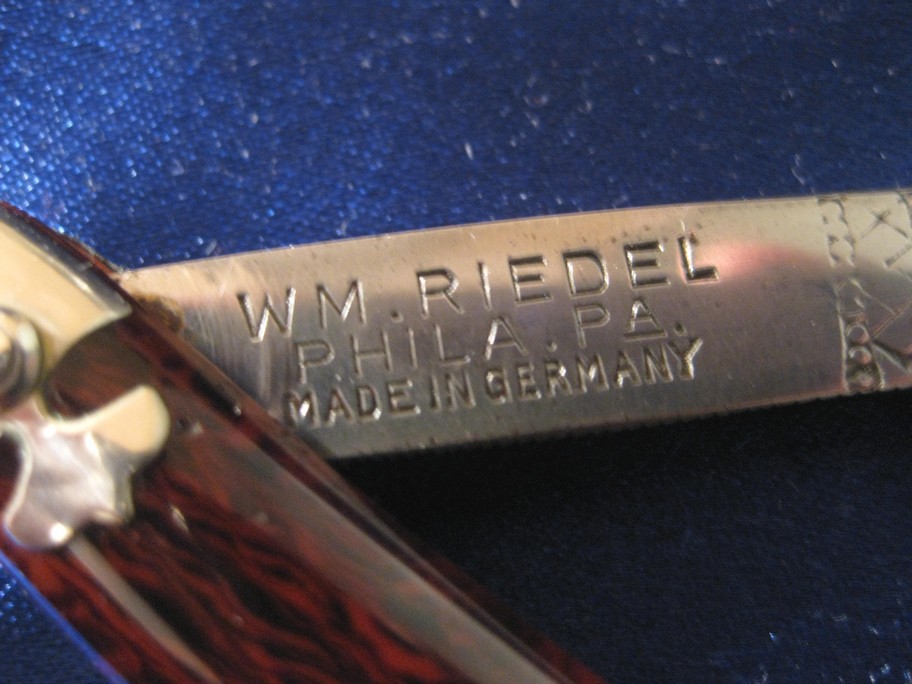 WM. RIEDEL
PHILA. PA.
MADE IN GERMANY